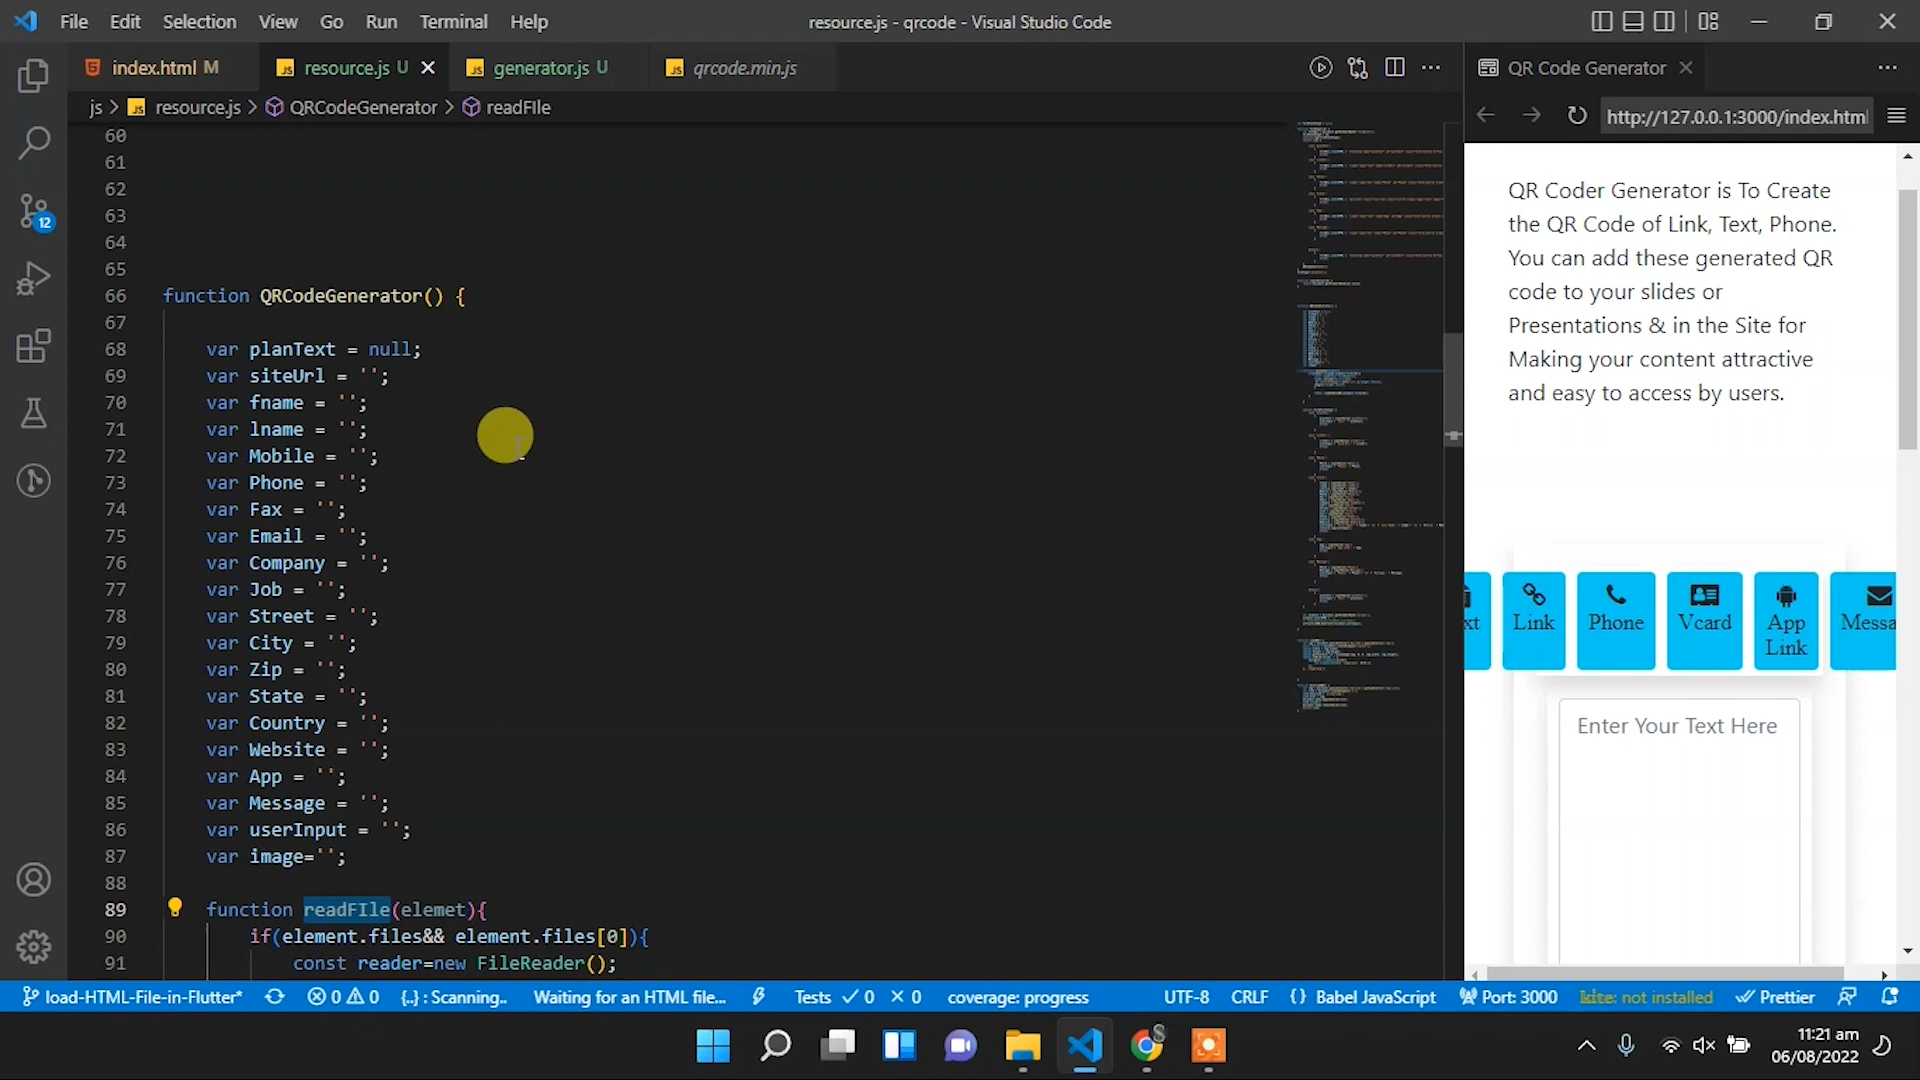 File Edit Selection View Go Run Terminal Help
resource.js - qrcode - Visual Studio Code
index.html M
resource.js U
generator.js U
qrcode.min.js
QR Code Generator
js > resource.js > QRCodeGenerator > readFIle
http://127.0.0.1:3000/index.html
60
61
62
63
64
65
66 function QRCodeGenerator() {
67
68 var planText = null;
69 var siteUrl = '';
70 var fname = '';
71 var lname = '';
72 var Mobile = '';
73 var Phone = '';
74 var Fax = '';
75 var Email = '';
76 var Company = '';
77 var Job = '';
78 var Street = '';
79 var City = '';
80 var Zip = '';
81 var State = '';
82 var Country = '';
83 var Website = '';
84 var App = '';
85 var Message = '';
86 var userInput = '';
87 var image='';
88
89 function readFIle(elemet){
90 if(element.files&& element.files[0]){
91 const reader=new FileReader();
QR Coder Generator is To Create
the QR Code of Link, Text, Phone.
You can add these generated QR
code to your slides or
Presentations & in the Site for
Making your content attractive
and easy to access by users.
xt
Link
Phone
Vcard
App
Link
Messa
Enter Your Text Here
12
load-HTML-File-in-Flutter* 0 0 {..} : Scanning.. Waiting for an HTML file... Tests 0 0 coverage: progress UTF-8 CRLF {} Babel JavaScript Port: 3000 kite: not installed Prettier
11:21 am
06/08/2022